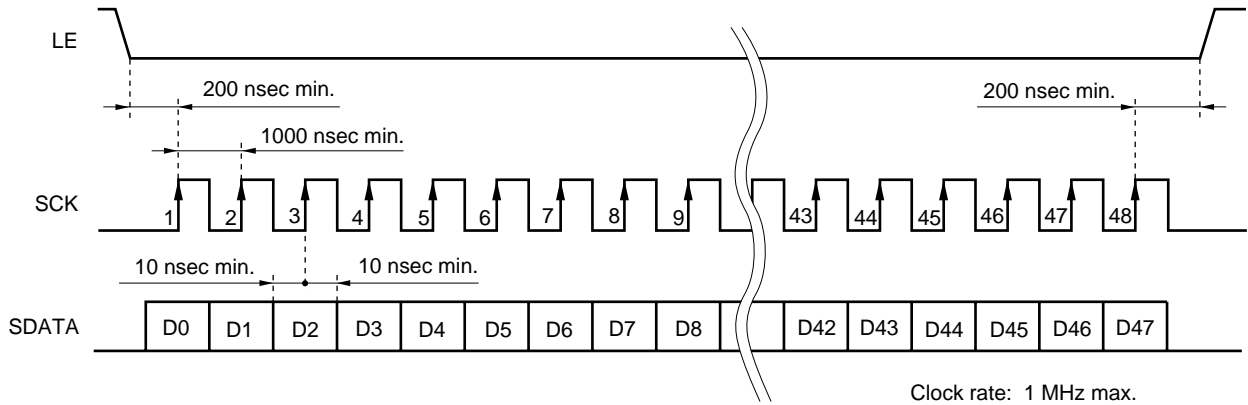 LE
200 nsec min. 200 nsec min.
1000 nsec min.
SCK 1 2 3 4 5 6 7 8 9 43 44 45 46 47 48
10 nsec min. 10 nsec min.
SDATA D0 D1 D2 D3 D4 D5 D6 D7 D8 D42 D43 D44 D45 D46 D47
Clock rate: 1 MHz max.